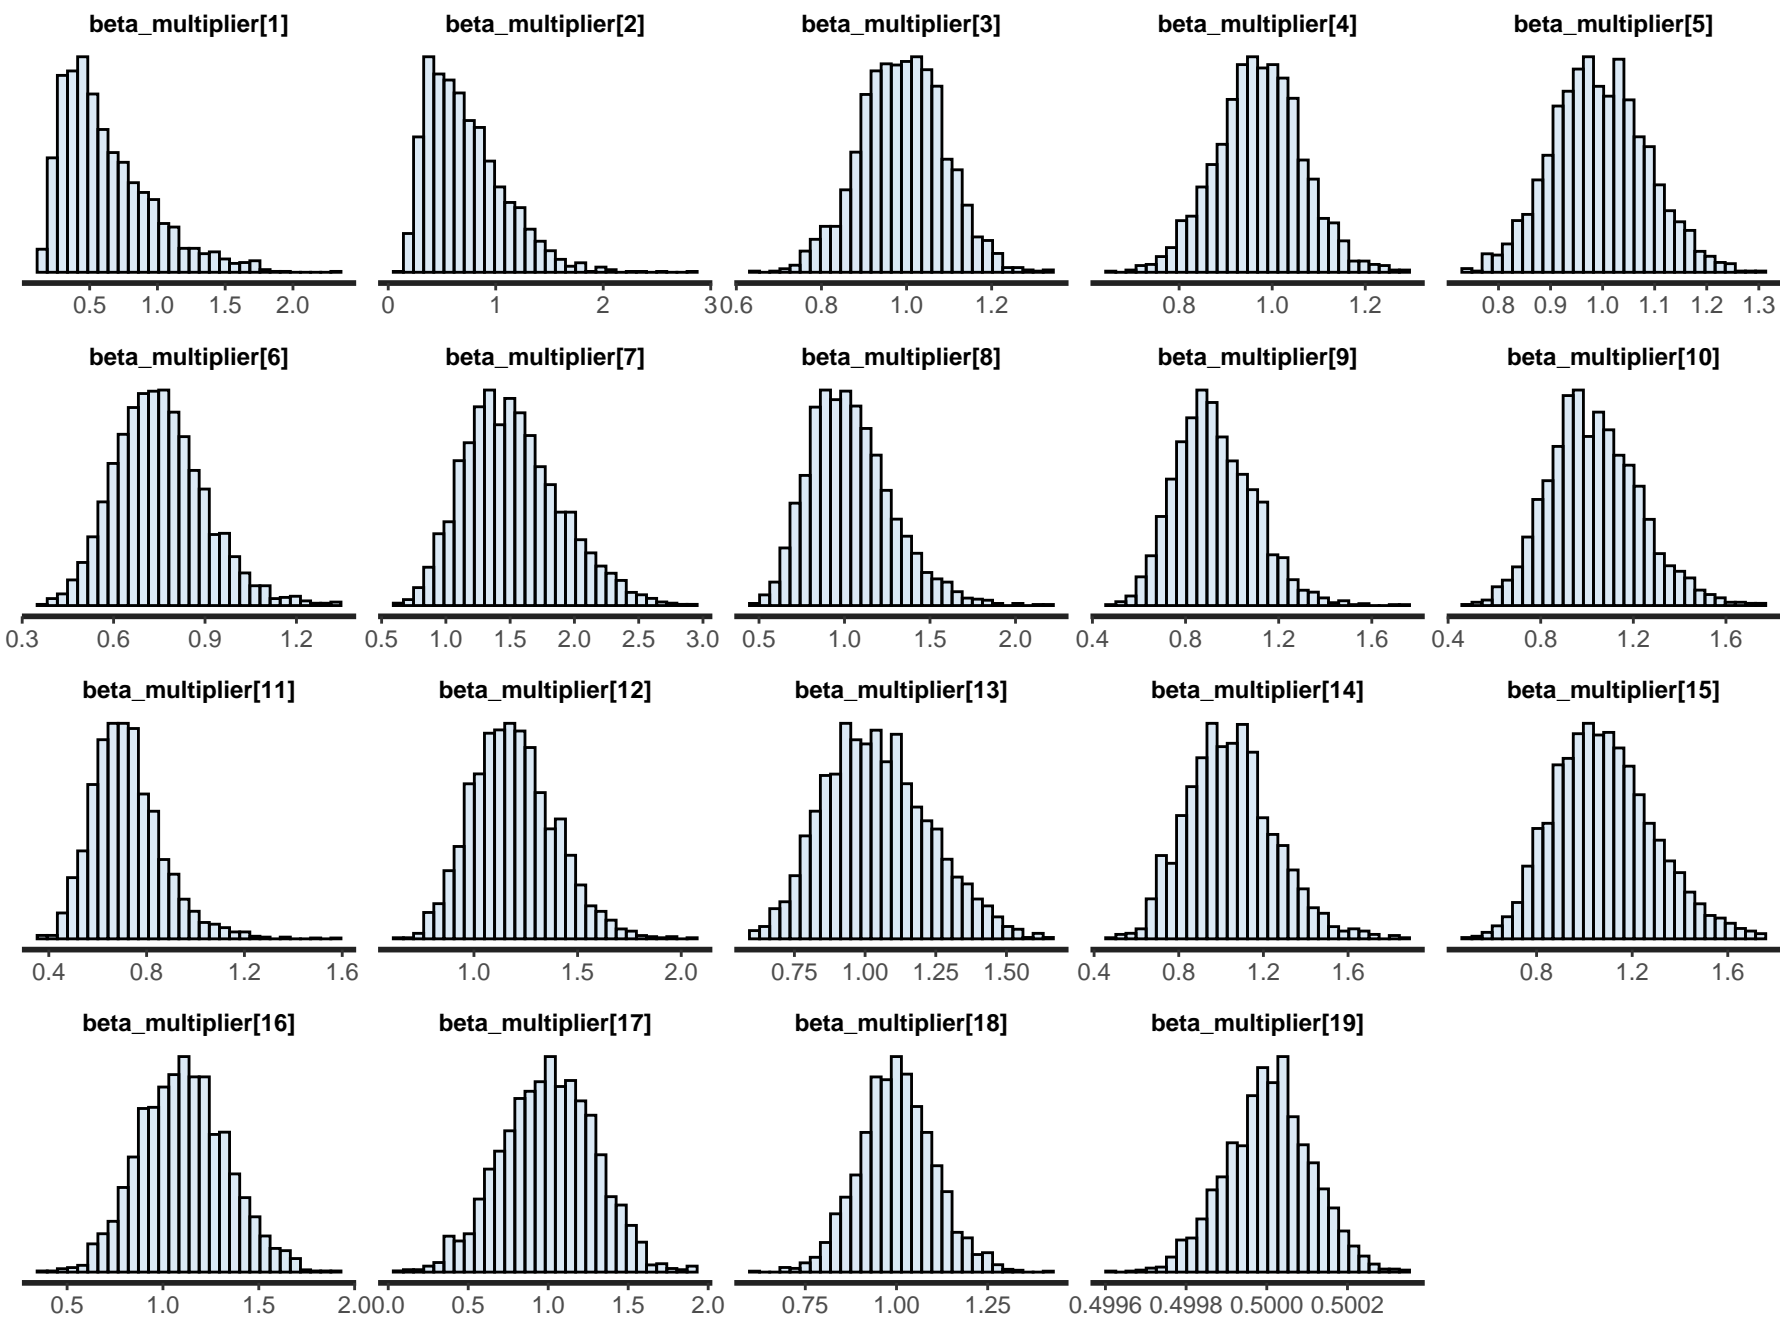 beta_multiplier[1] beta_multiplier[2] beta_multiplier[3] beta_multiplier[4] beta_multiplier[5]
0.5 1.0 1.5 2.0 0 1 2 3 0.6 0.8 1.0 1.2 0.8 1.0 1.2 0.8 0.9 1.0 1.1 1.2 1.3
beta_multiplier[6] beta_multiplier[7] beta_multiplier[8] beta_multiplier[9] beta_multiplier[10]
0.3 0.6 0.9 1.2 0.5 1.0 1.5 2.0 2.5 3.0 0.5 1.0 1.5 2.0 0.4 0.8 1.2 1.6 0.4 0.8 1.2 1.6
beta_multiplier[11] beta_multiplier[12] beta_multiplier[13] beta_multiplier[14] beta_multiplier[15]
0.4 0.8 1.2 1.6 1.0 1.5 2.0 0.75 1.00 1.25 1.50 0.4 0.8 1.2 1.6 0.8 1.2 1.6
beta_multiplier[16] beta_multiplier[17] beta_multiplier[18] beta_multiplier[19]
0.5 1.0 1.5 2.0 0.0 0.5 1.0 1.5 2.0 0.75 1.00 1.25 0.4996 0.4998 0.5000 0.5002